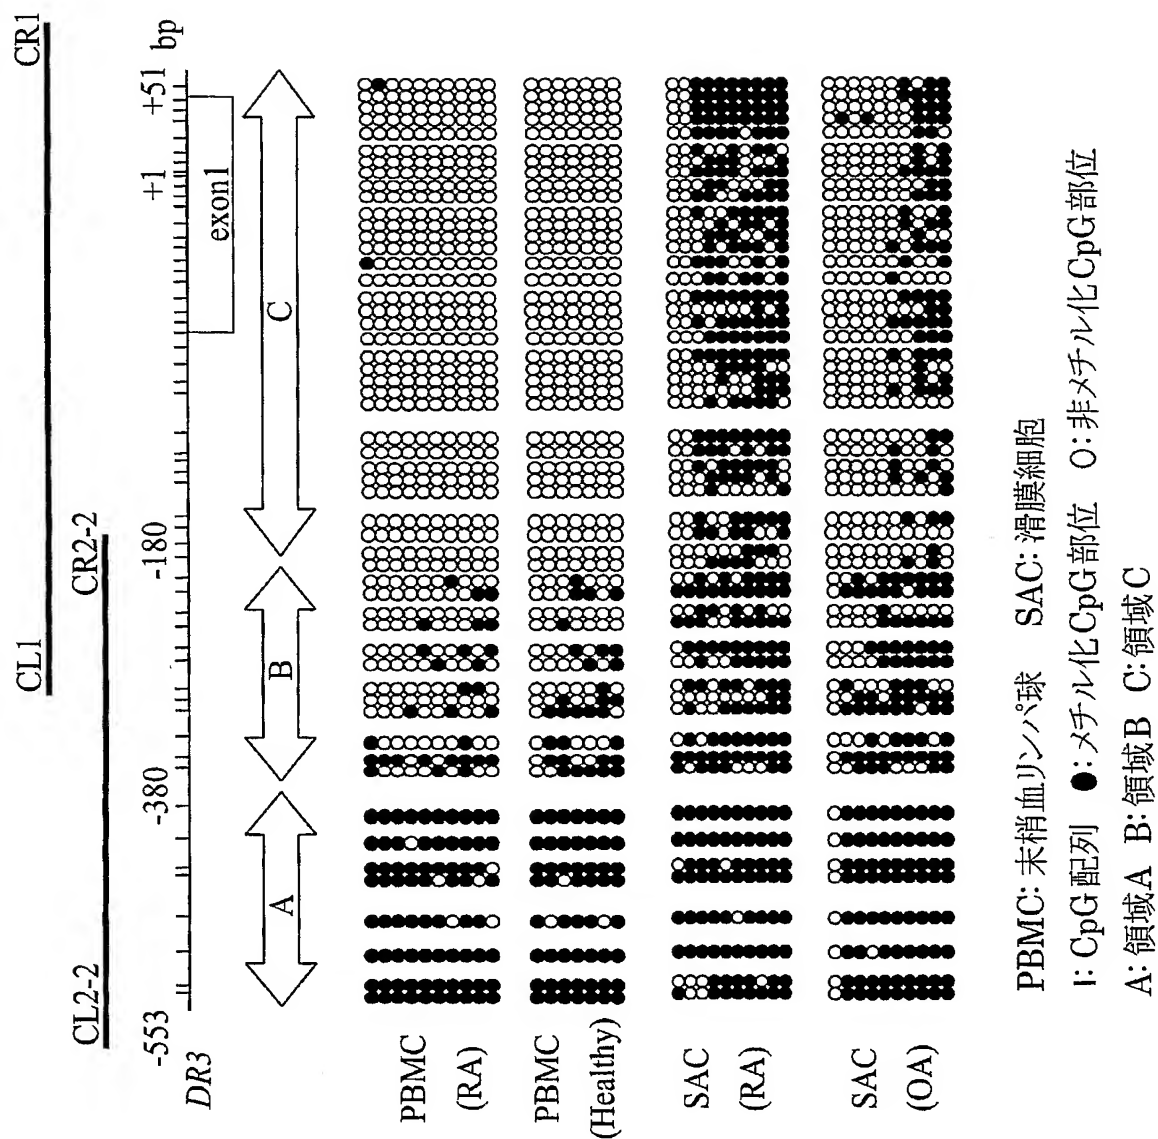 CL1 CR1
CL2-2 CR2-2
-553 -380 -180 +1 +51 bp
DR3
exon1
A B C
PBMC
(RA)
PBMC
(Healthy)
SAC
(RA)
SAC
(OA)
PBMC: 末梢血リンパ球 SAC: 滑膜細胞
I: CpG配列 ●: メチル化CpG部位 ○: 非メチル化CpG部位
A: 領域A B: 領域B C: 領域C